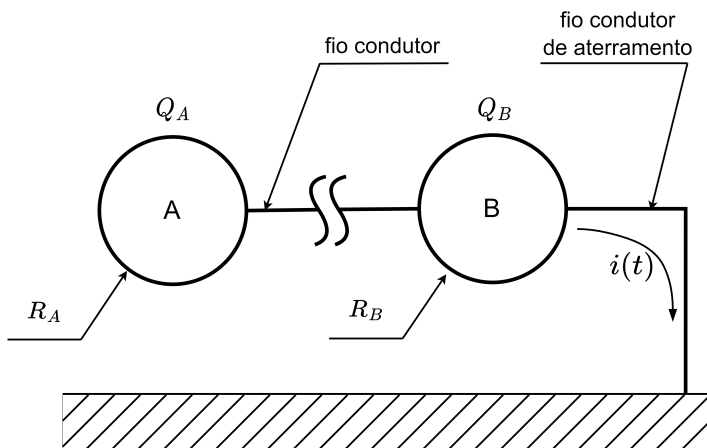 fio condutor
fio condutor
de aterramento
Q_A
Q_B
A
B
i(t)
R_A
R_B